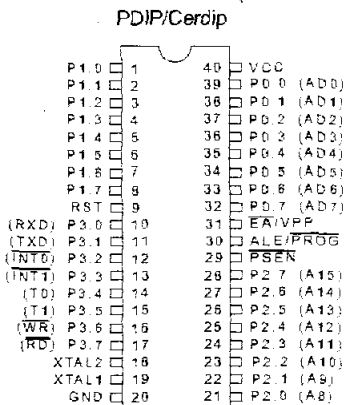 PDIP/Cerdip
P1.0 1 40 VCC
P1.1 2 39 P0.0 (AD0)
P1.2 3 38 P0.1 (AD1)
P1.3 4 37 P0.2 (AD2)
P1.4 5 36 P0.3 (AD3)
P1.5 6 35 P0.4 (AD4)
P1.6 7 34 P0.5 (AD5)
P1.7 8 33 P0.6 (AD6)
RST 9 32 P0.7 (AD7)
(RXD) P3.0 10 31 EA/VPP
(TXD) P3.1 11 30 ALE/PROG
(INT0) P3.2 12 29 PSEN
(INT1) P3.3 13 28 P2.7 (A15)
(T0) P3.4 14 27 P2.6 (A14)
(T1) P3.5 15 26 P2.5 (A13)
(WR) P3.6 16 25 P2.4 (A12)
(RD) P3.7 17 24 P2.3 (A11)
XTAL2 18 23 P2.2 (A10)
XTAL1 19 22 P2.1 (A9)
GND 20 21 P2.0 (A8)